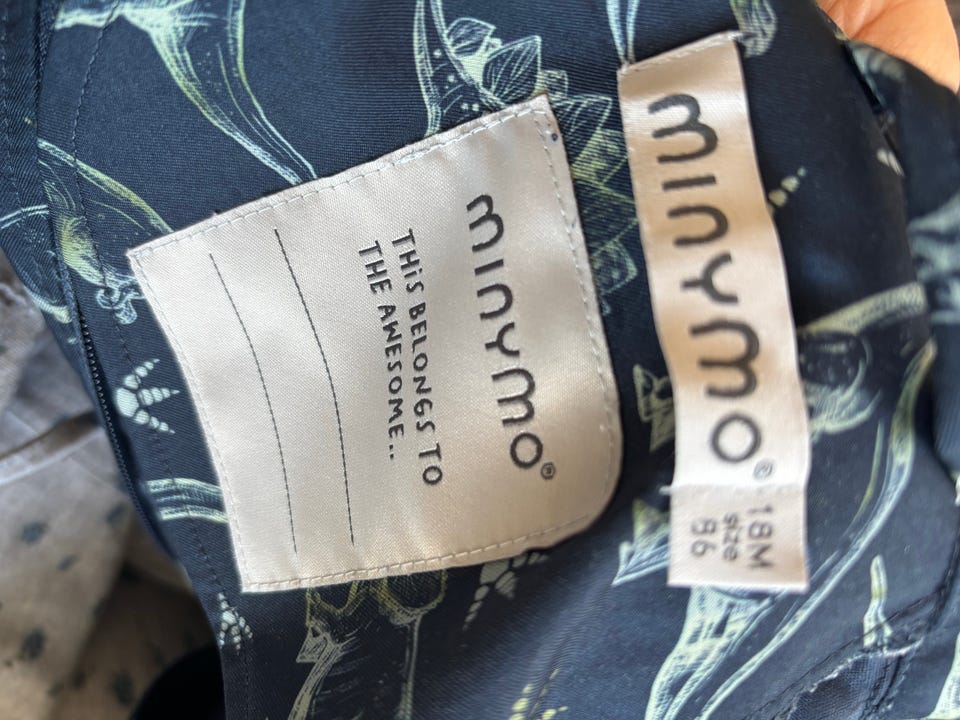 minymo®
THiS BELONGS TO
THE AWESOME..
minymo®
18M
size
86